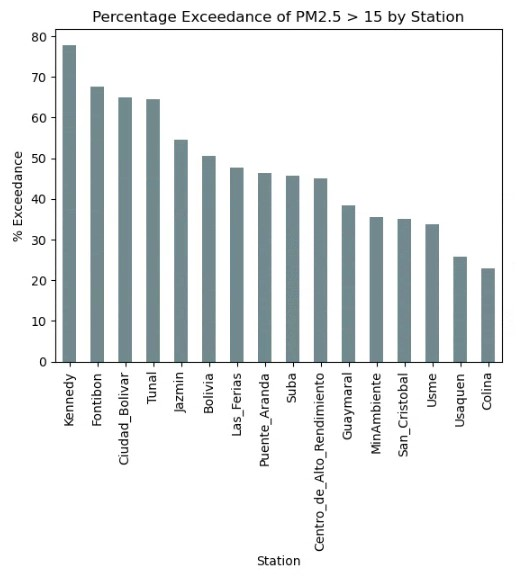 Percentage Exceedance of PM2.5 > 15 by Station
% Exceedance
80
70
60
50
40
30
20
10
0
Kennedy
Fontibon
Ciudad_Bolivar
Tunal
Jazmin
Bolivia
Las_Ferias
Puente_Aranda
Suba
Centro_de_Alto_Rendimiento
Guaymaral
MinAmbiente
San_Cristobal
Usme
Usaquen
Colina
Station